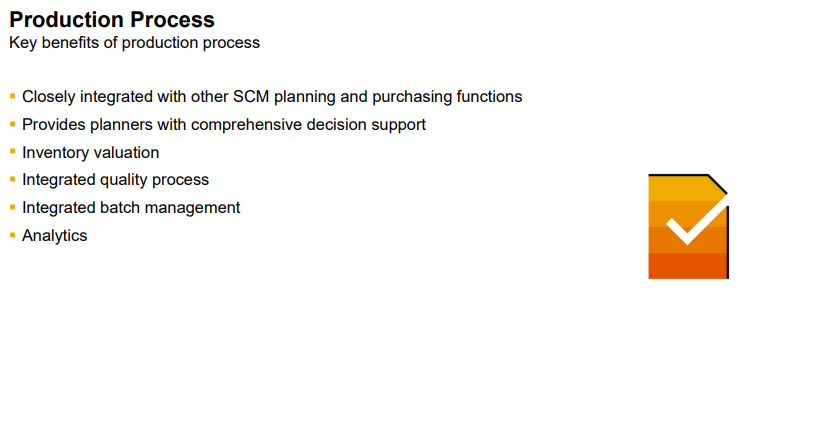 Production Process
Key benefits of production process
Closely integrated with other SCM planning and purchasing functions
Provides planners with comprehensive decision support
Inventory valuation
Integrated quality process
Integrated batch management
Analytics